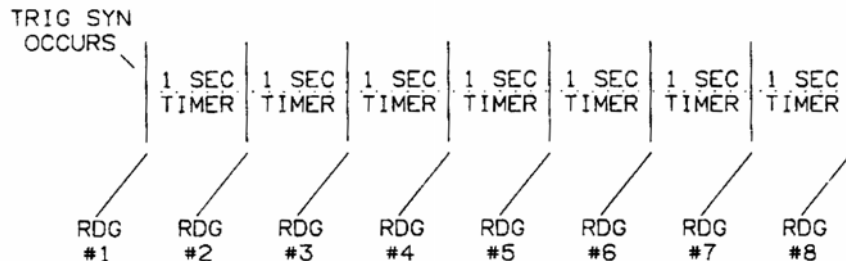 TRIG SYN
OCCURS
1 SEC 1 SEC 1 SEC 1 SEC 1 SEC 1 SEC 1 SEC
TIMER TIMER TIMER TIMER TIMER TIMER TIMER
RDG RDG RDG RDG RDG RDG RDG RDG
#1 #2 #3 #4 #5 #6 #7 #8